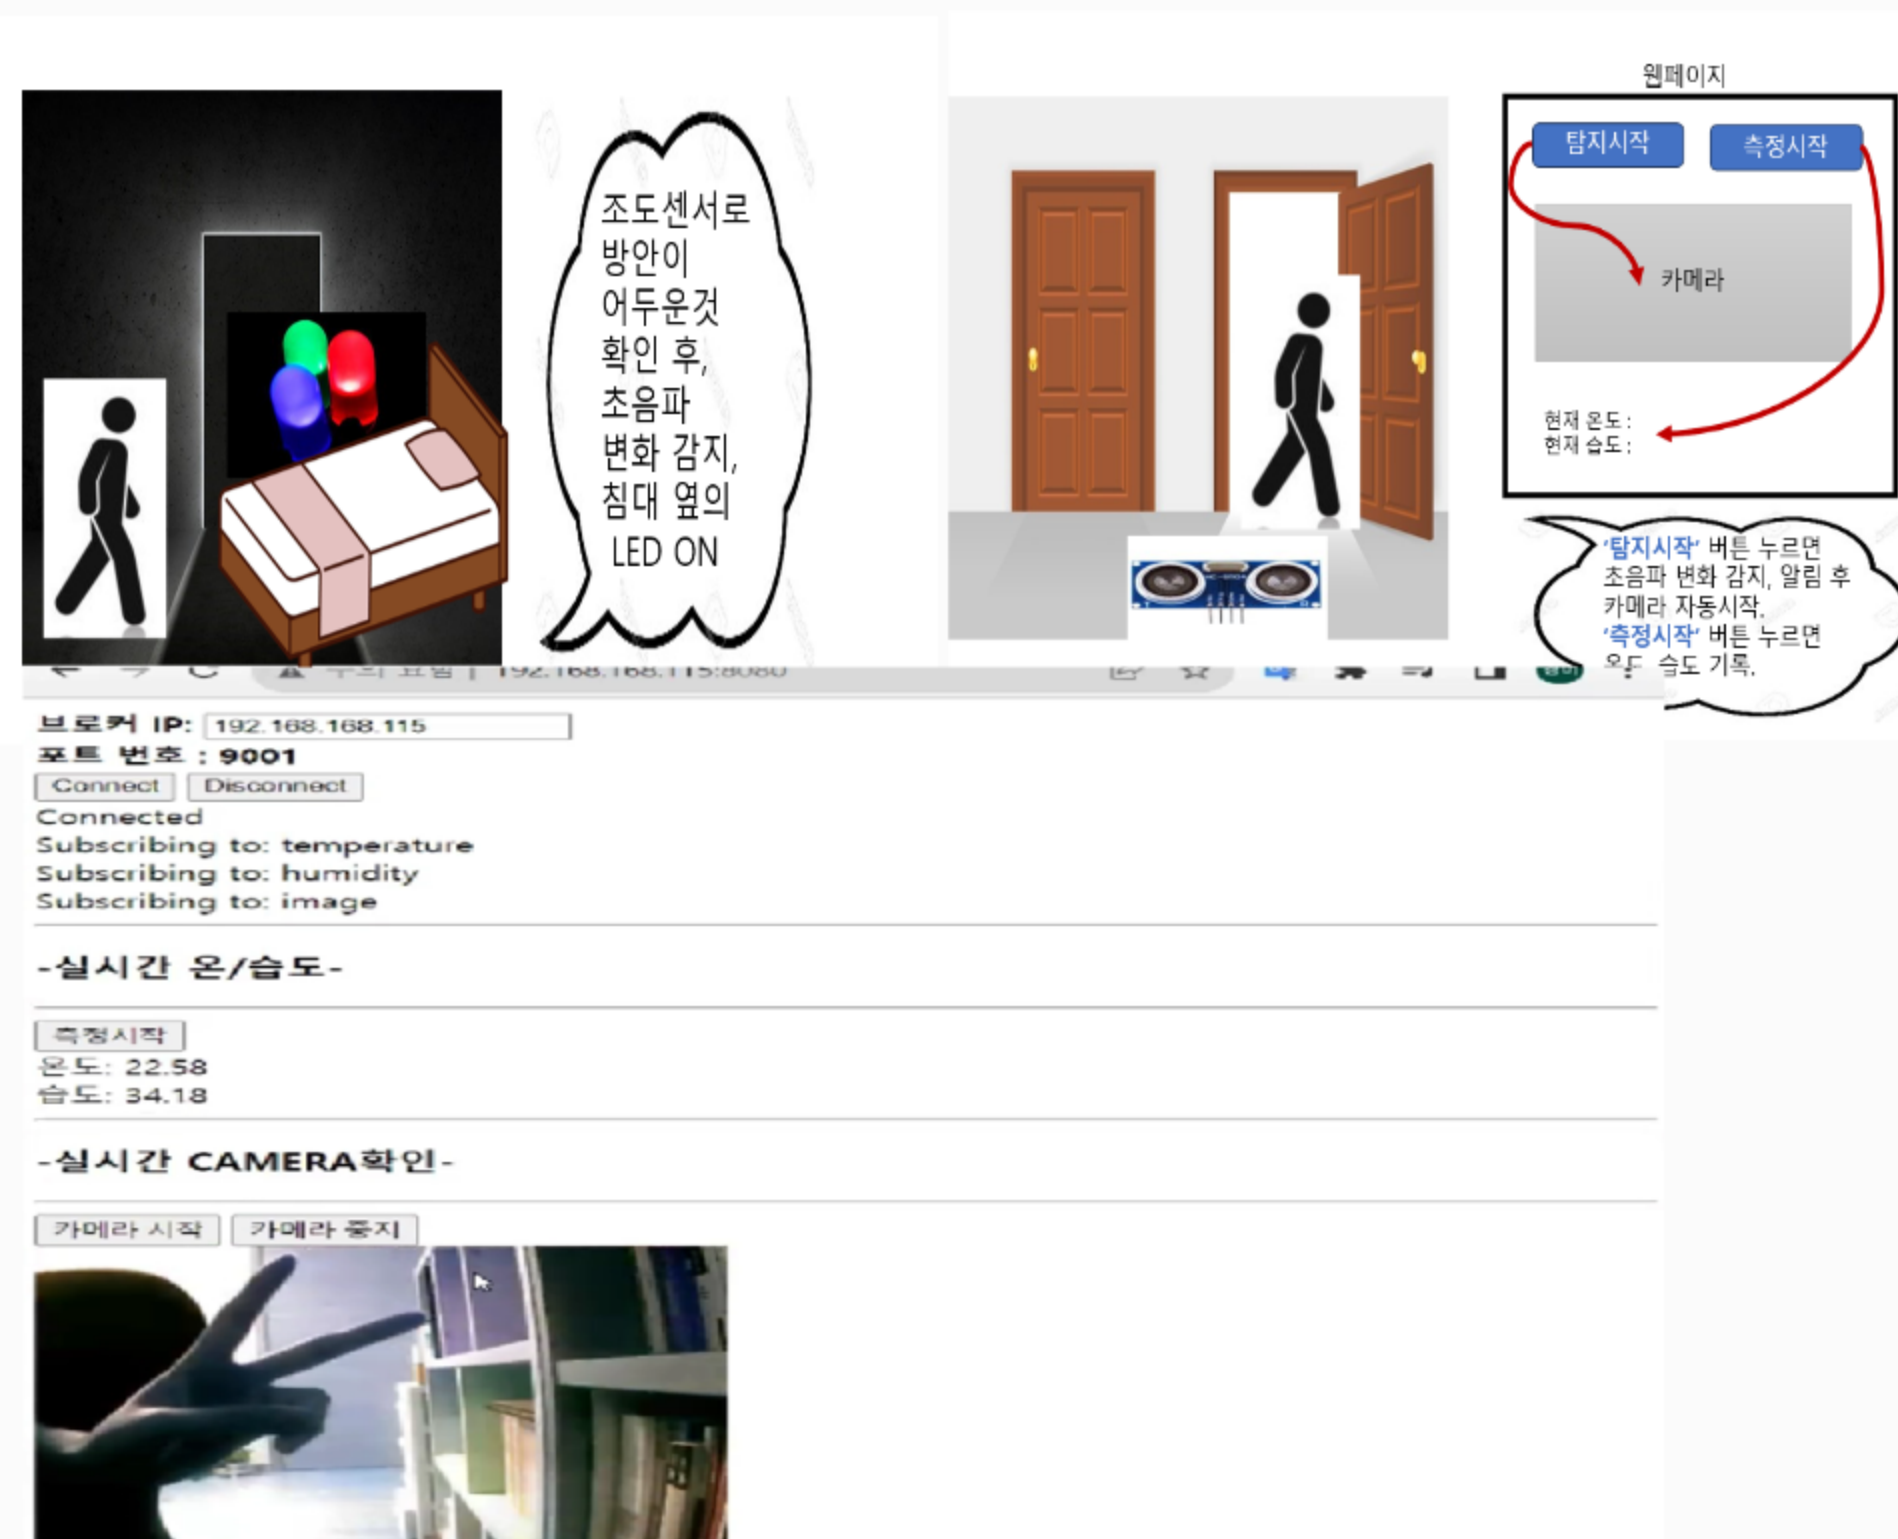 조도센서로
방안이
어두운것
확인 후,
초음파
변화 감지,
침대 옆의
LED ON
웹페이지
탐지시작
측정시작
카메라
현재 온도 :
현재 습도 :
'탐지시작' 버튼 누르면
초음파 변화 감지, 알림 후
카메라 자동시작.
'측정시작' 버튼 누르면
온도 습도 기록.
192.168.168.115:8080
브로커 IP: 192.168.168.115
포트 번호 : 9001
Connect Disconnect
Connected
Subscribing to: temperature
Subscribing to: humidity
Subscribing to: image
-실시간 온/습도-
측정시작
온도: 22.58
습도: 34.18
-실시간 CAMERA확인-
카메라 시작 카메라 중지